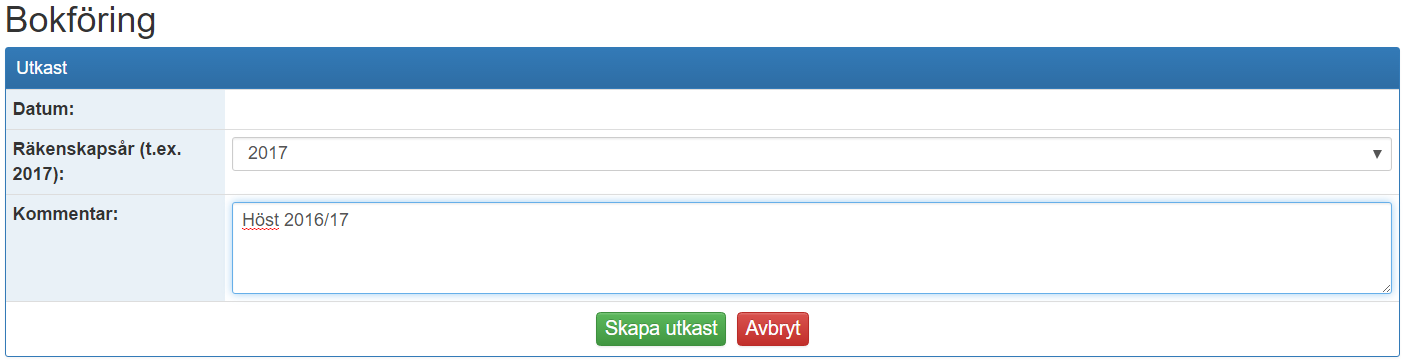 Bokföring
Utkast
Datum:
Räkenskapsår (t.ex.
2017):
2017
Kommentar:
Höst 2016/17
Skapa utkast Avbryt